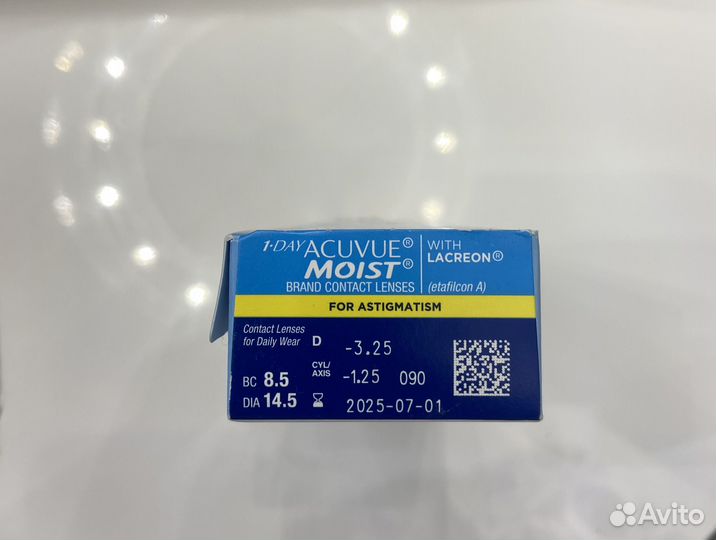 1-DAY ACUVUE®
MOIST®
BRAND CONTACT LENSES
WITH
LACREON®
(etafilcon A)
FOR ASTIGMATISM
Contact Lenses
for Daily Wear
D -3.25
CYL/
AXIS -1.25 090
BC 8.5
DIA 14.5
2025-07-01
Avito